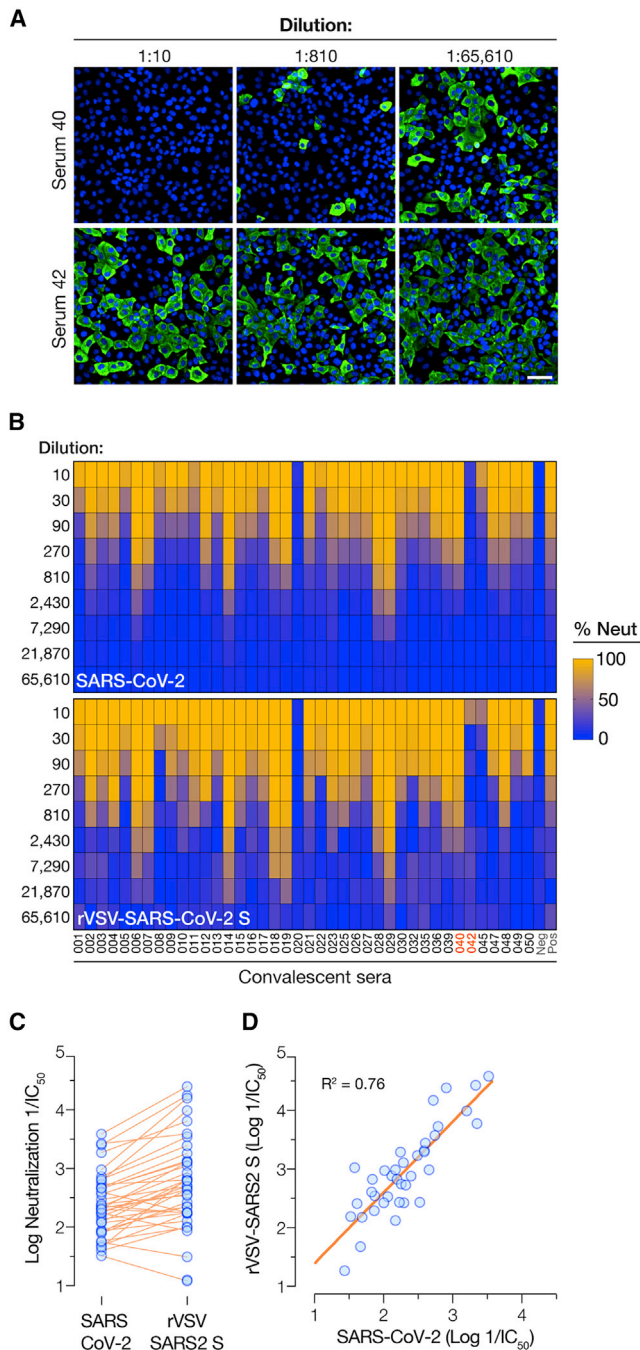 A
Dilution:
1:10 1:810 1:65,610
Serum 40
Serum 42
B
Dilution:
10
30
90
270
810
2,430
7,290
21,870
65,610
SARS-CoV-2
% Neut
100
50
0
10
30
90
270
810
2,430
7,290
21,870
65,610
rVSV-SARS-CoV-2 S
001 002 003 004 005 006 007 008 009 010 011 012 013 014 015 016 017 018 019 020 021 022 023 025 026 027 028 029 030 032 035 036 039 040 042 045 047 048 049 050 Neg Pos
Convalescent sera
C
Log Neutralization 1/IC50
5
4
3
2
1
SARS CoV-2
rVSV SARS2 S
D
rVSV-SARS2 S (Log 1/IC50)
R2 = 0.76
5
4
3
2
1
1 2 3 4
SARS-CoV-2 (Log 1/IC50)